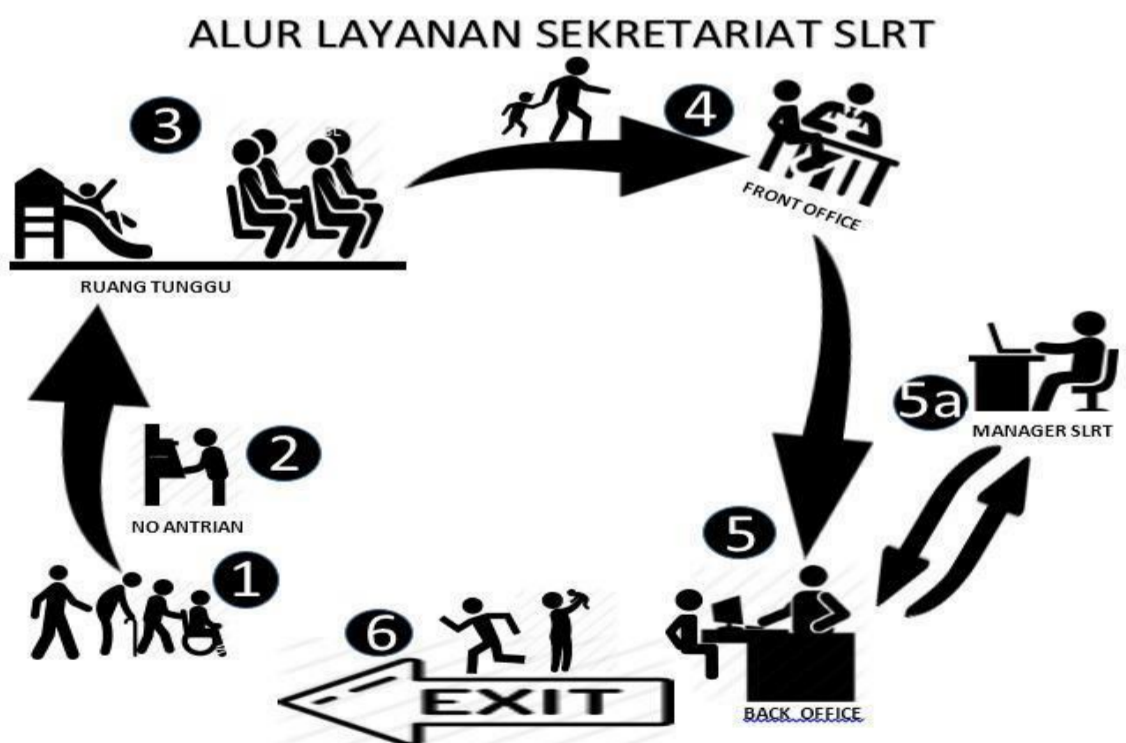 ALUR LAYANAN SEKRETARIAT SLRT
1
2
NO ANTRIAN
3
RUANG TUNGGU
4
FRONT OFFICE
5
BACK OFFICE
5a
MANAGER SLRT
6
EXIT